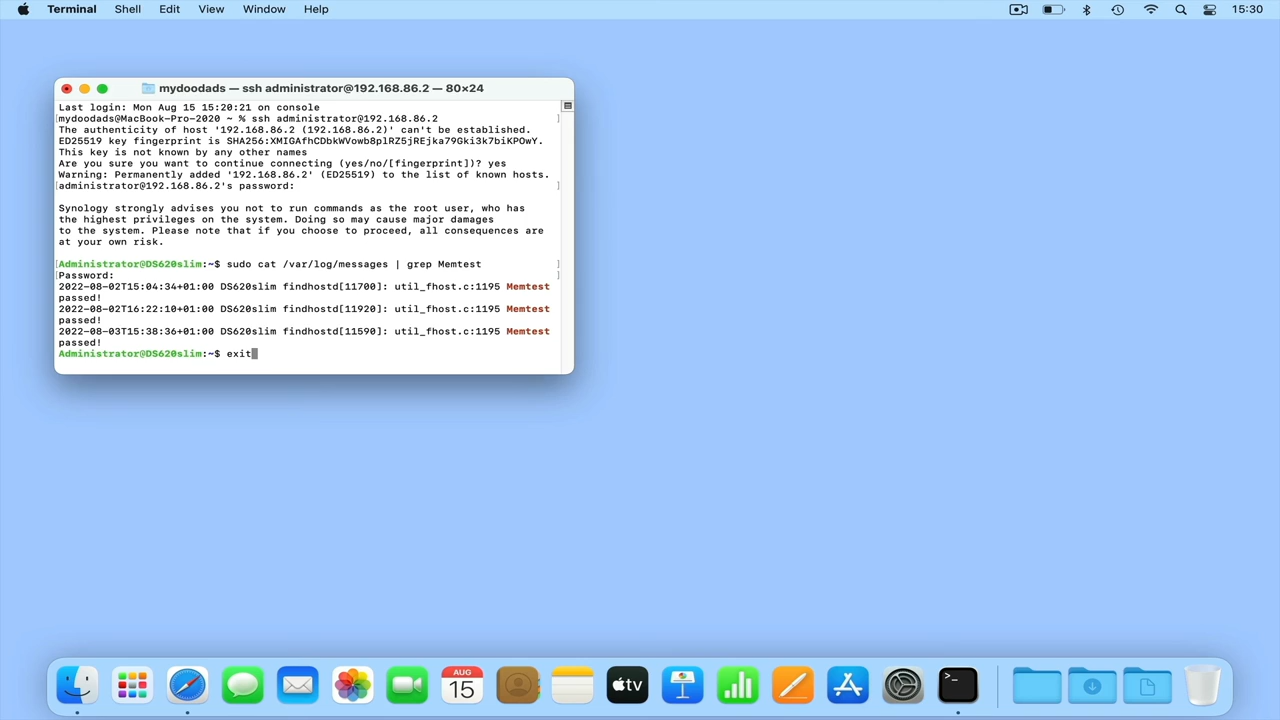 Terminal Shell Edit View Window Help 15:30
mydoodads — ssh administrator@192.168.86.2 — 80×24
Last login: Mon Aug 15 15:20:21 on console
[mydoodads@MacBook-Pro-2020 ~ % ssh administrator@192.168.86.2 ]
The authenticity of host '192.168.86.2 (192.168.86.2)' can't be established.
ED25519 key fingerprint is SHA256:XMIGAfhCDbkWVowb8plRZ5jREjka79Gki3k7biKPOwY.
This key is not known by any other names
Are you sure you want to continue connecting (yes/no/[fingerprint])? yes
Warning: Permanently added '192.168.86.2' (ED25519) to the list of known hosts.
[administrator@192.168.86.2's password: ]
Synology strongly advises you not to run commands as the root user, who has
the highest privileges on the system. Doing so may cause major damages
to the system. Please note that if you choose to proceed, all consequences are
at your own risk.
[Administrator@DS620slim:~$ sudo cat /var/log/messages | grep Memtest ]
[Password: ]
2022-08-02T15:04:34+01:00 DS620slim findhostd[11700]: util_fhost.c:1195 Memtest
passed!
2022-08-02T16:22:10+01:00 DS620slim findhostd[11920]: util_fhost.c:1195 Memtest
passed!
2022-08-03T15:38:36+01:00 DS620slim findhostd[11590]: util_fhost.c:1195 Memtest
passed!
Administrator@DS620slim:~$ exit
AUG
15
tv
>_